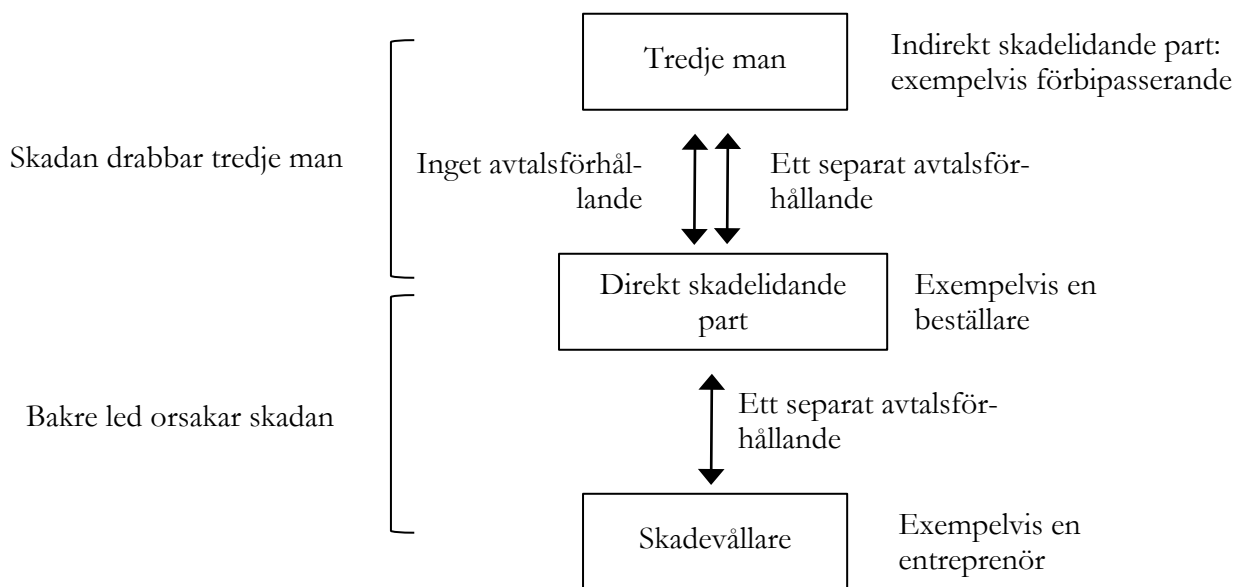 Tredje man
Indirekt skadelidande part:
exempelvis förbipasserande
Skadan drabbar tredje man
Inget avtalsförhål-
lande
Ett separat avtalsför-
hållande
Direkt skadelidande
part
Exempelvis en
beställare
Bakre led orsakar skadan
Ett separat avtalsför-
hållande
Skadevållare
Exempelvis en
entreprenör